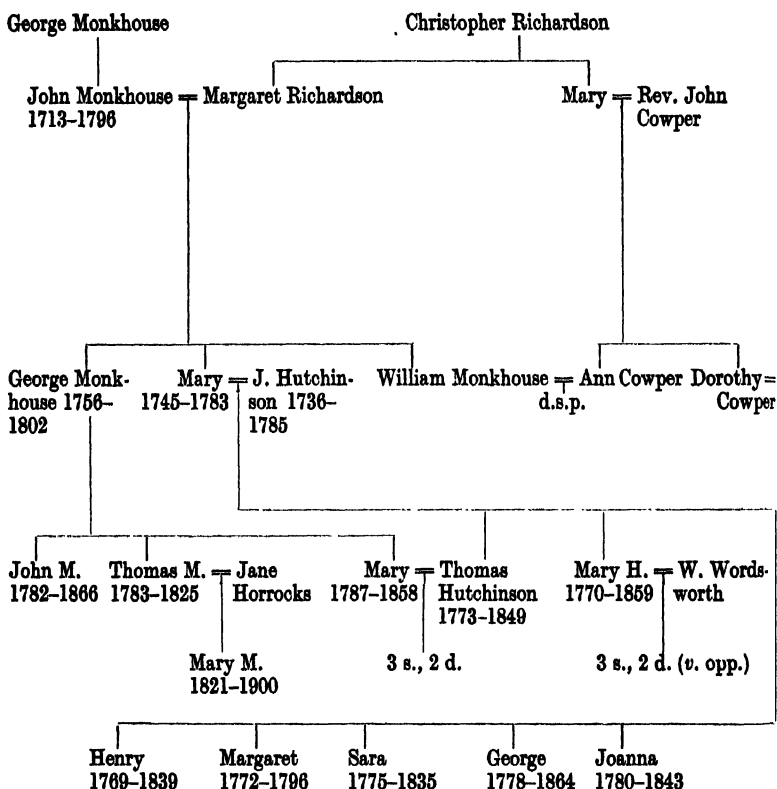 George Monkhouse Christopher Richardson
John Monkhouse = Margaret Richardson Mary = Rev. John
1713–1796 Cowper
George Monk- Mary = J. Hutchin- William Monkhouse = Ann Cowper Dorothy =
house 1756– 1745–1783 son 1736– d.s.p. Cowper
1802 1785
John M. Thomas M. = Jane Mary = Thomas Mary H. = W. Words-
1782–1866 1783–1825 Horrocks 1787–1858 Hutchinson 1770–1859 worth
1773–1849
Mary M. 3 s., 2 d. 3 s., 2 d. (v. opp.)
1821–1900
Henry Margaret Sara George Joanna
1769–1839 1772–1796 1775–1835 1778–1864 1780–1843